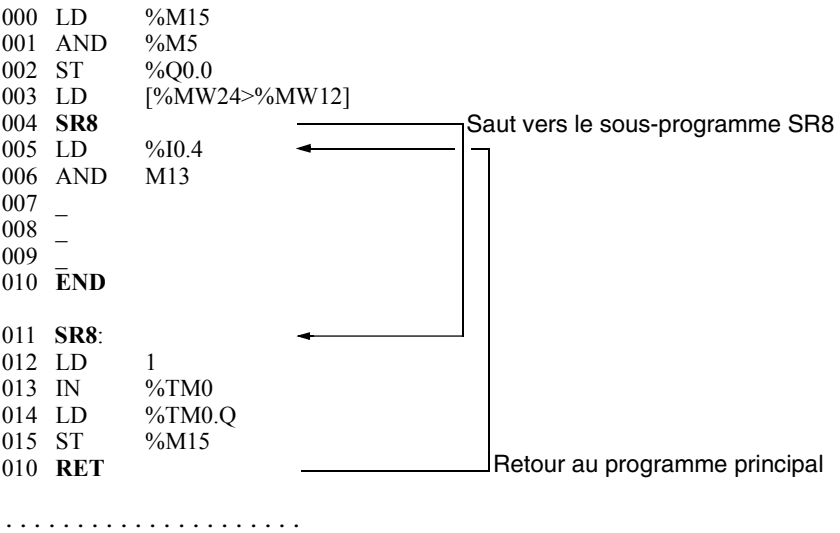 000 LD %M15
001 AND %M5
002 ST %Q0.0
003 LD [%MW24>%MW12]
004 SR8 Saut vers le sous-programme SR8
005 LD %I0.4
006 AND M13
007 _
008 _
009 _
010 END
011 SR8:
012 LD 1
013 IN %TM0
014 LD %TM0.Q
015 ST %M15
010 RET Retour au programme principal
. . . . . . . . . . . . . . . . . . . . .